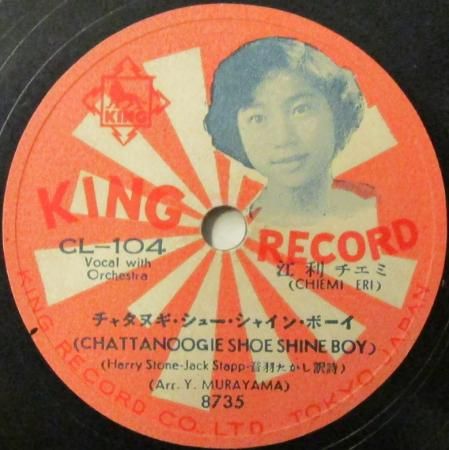 KING
KING RECORD
CL-104
Vocal with
Orchestra
江利チエミ
(CHIEMI ERI)
チャタヌギ・シュー・シャイン・ボーイ
(CHATTANOOGIE SHOE SHINE BOY)
(Harry Stone-Jack Stapp-音羽たかし訳詩)
(Arr. Y. MURAYAMA)
8735
KING RECORD CO. LTD. TOKYO JAPAN